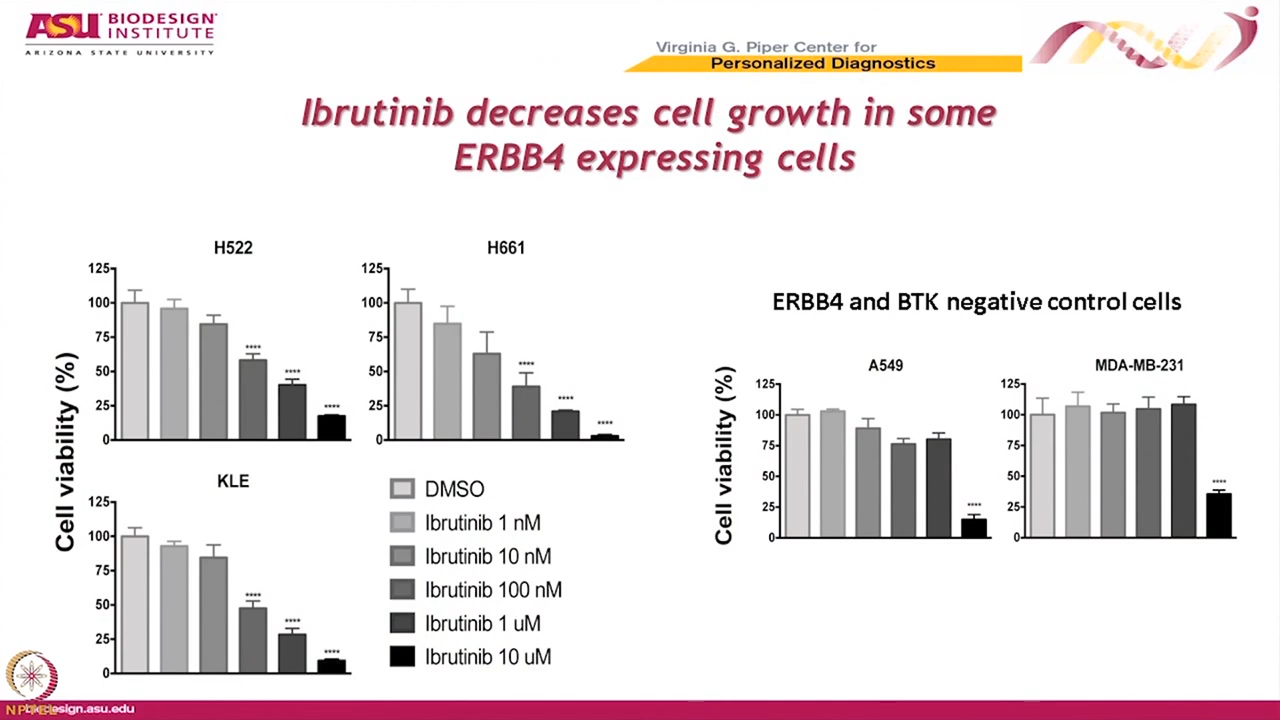 ASU BIODESIGN
INSTITUTE
ARIZONA STATE UNIVERSITY
Virginia G. Piper Center for
Personalized Diagnostics
Ibrutinib decreases cell growth in some
ERBB4 expressing cells
H522
125
100
75
50
25
0
****
****
****
H661
125
100
75
50
25
0
****
****
****
Cell viability (%)
KLE
125
100
75
50
25
0
****
****
****
DMSO
Ibrutinib 1 nM
Ibrutinib 10 nM
Ibrutinib 100 nM
Ibrutinib 1 uM
Ibrutinib 10 uM
ERBB4 and BTK negative control cells
Cell viability (%)
A549
125
100
75
50
25
0
****
MDA-MB-231
125
100
75
50
25
0
****
NPTEL
biodesign.asu.edu